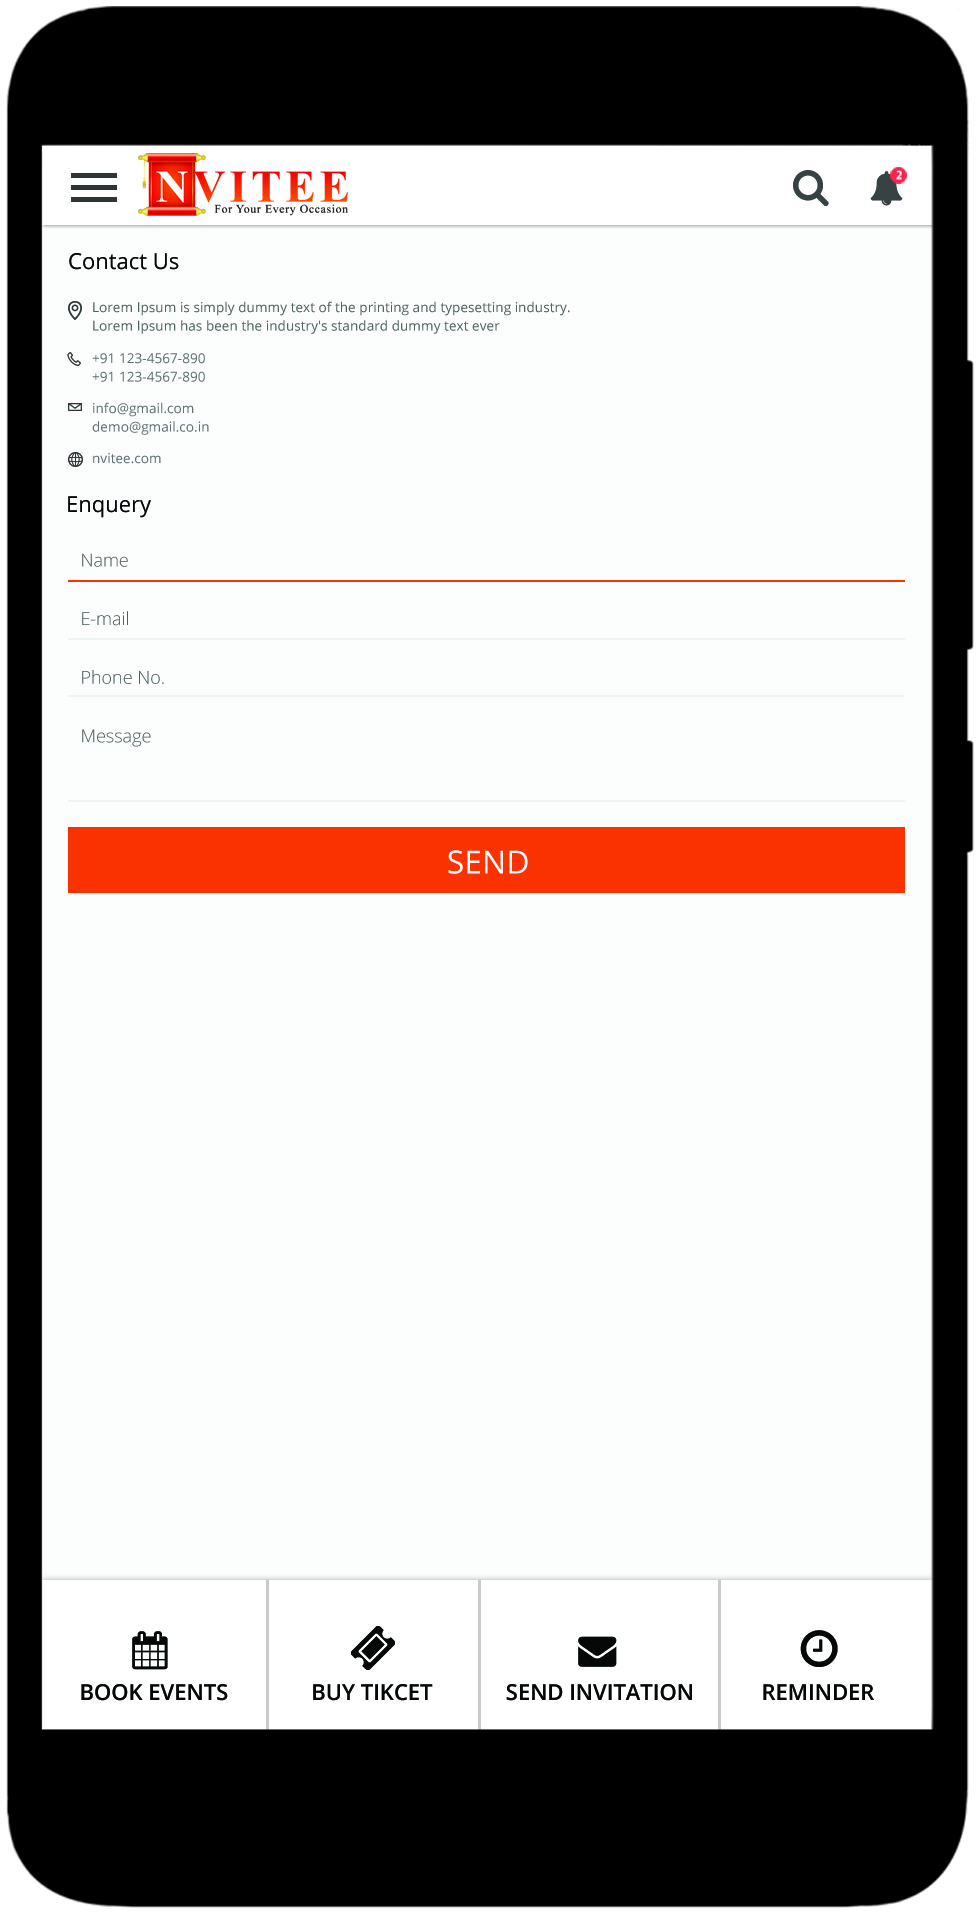 NVITEE
For Your Every Occasion
2
Contact Us
Lorem Ipsum is simply dummy text of the printing and typesetting industry.
Lorem Ipsum has been the industry's standard dummy text ever
+91 123-4567-890
+91 123-4567-890
info@gmail.com
demo@gmail.co.in
nvitee.com
Enquery
Name
E-mail
Phone No.
Message
SEND
BOOK EVENTS
BUY TIKCET
SEND INVITATION
REMINDER